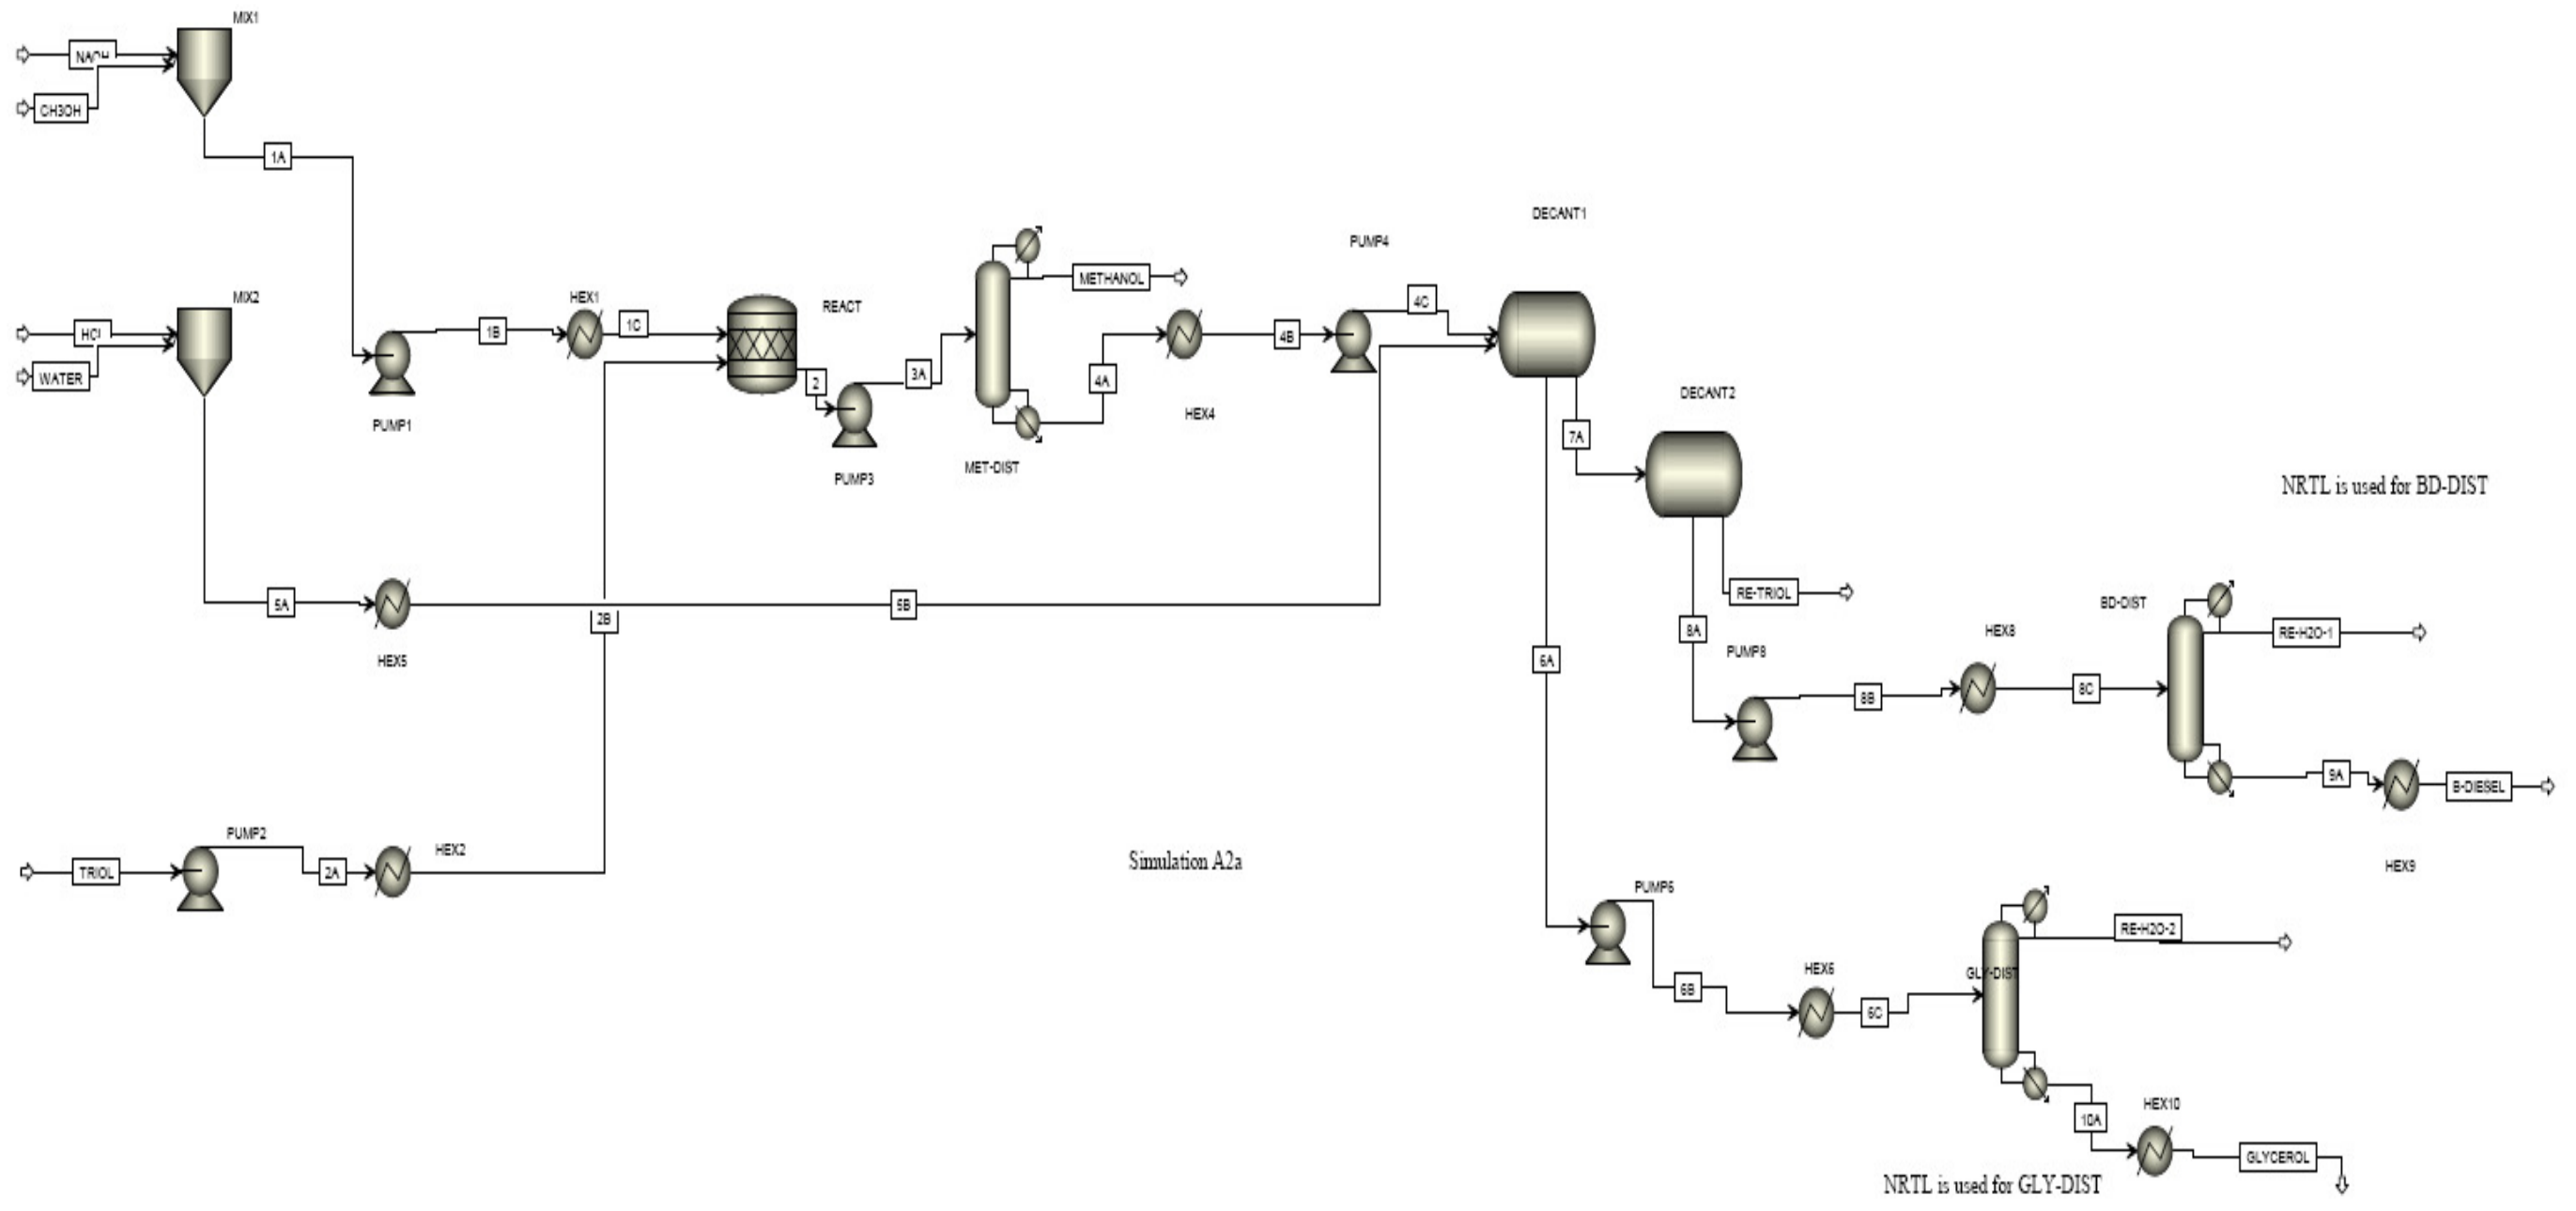 MIX1
NAOH
CH3OH
1A
DECANT1
PUMP4
METHANOL
MIX2
HEX1
REACT
4C
HCl
1B
1C
4B
WATER
2
3A
4A
DECANT2
PUMP1
HEX4
7A
MET-DIST
PUMP3
NRTL is used for BD-DIST
5A
5B
RE-TRIOL
BD-DIST
2B
8A
HEX8
RE-H2O-1
HEX5
6A
PUMP8
8B
8C
9A
B-DIESEL
PUMP2
HEX2
Simulation A2a
HEX9
TRIOL
2A
PUMP6
RE-H2O-2
HEX6
GLY-DIST
6B
6C
10A
HEX10
GLYCEROL
NRTL is used for GLY-DIST